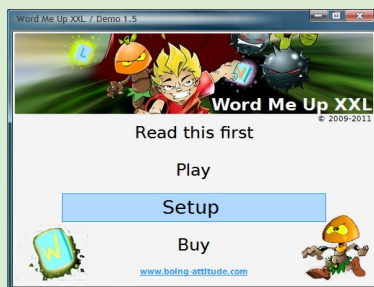 Word Me Up XXL / Demo 1.5
L
Word Me Up XXL
© 2009-2011
Read this first
Play
Setup
Buy
W
www.boing-attitude.com